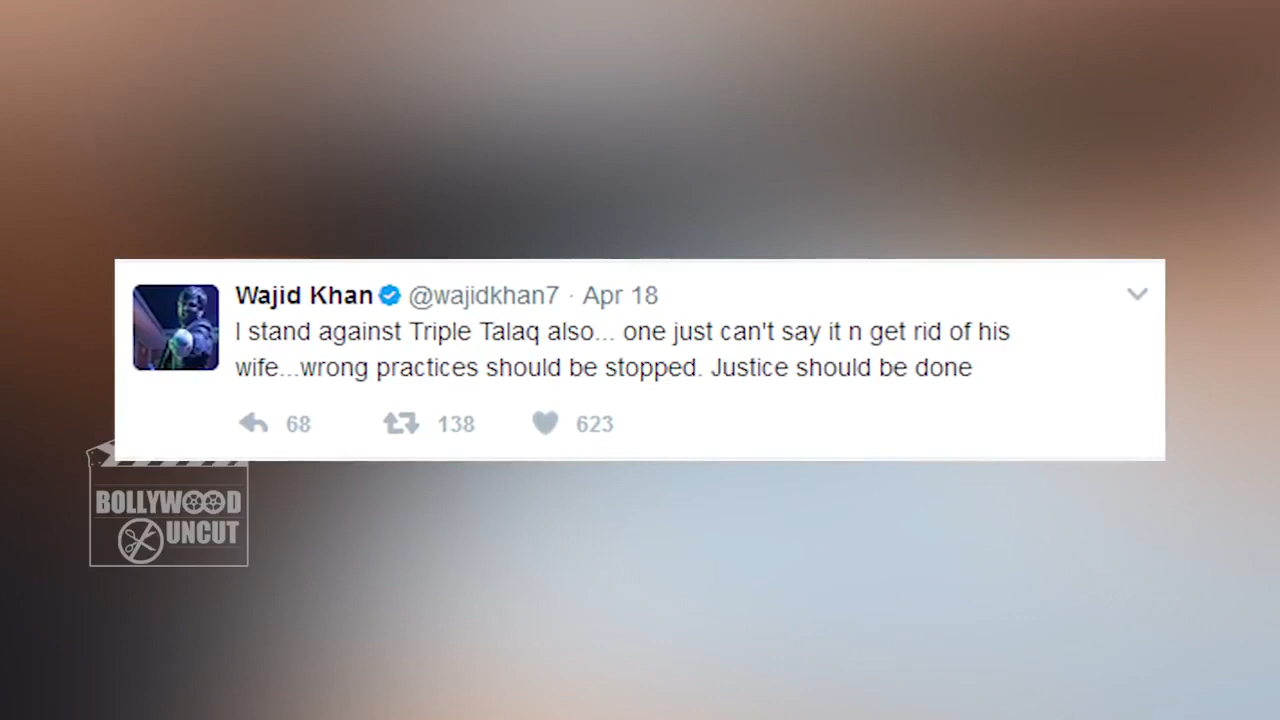 Wajid Khan @wajidkhan7 · Apr 18
I stand against Triple Talaq also... one just can't say it n get rid of his
wife...wrong practices should be stopped. Justice should be done
68 138 623
BOLLYWOOD
UNCUT